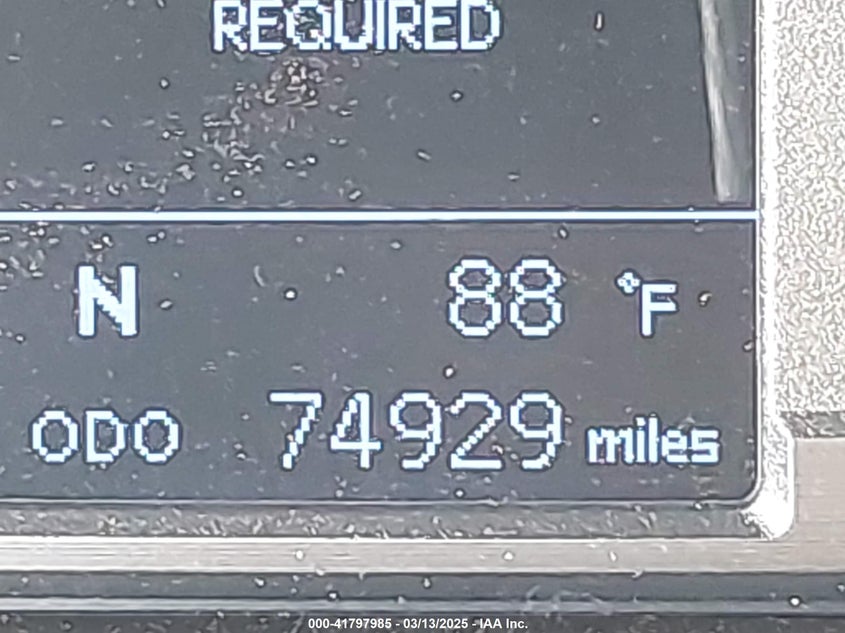 REQUIRED
N 88 °F
ODO 74929 miles
000-41797985 - 03/13/2025 - IAA Inc.